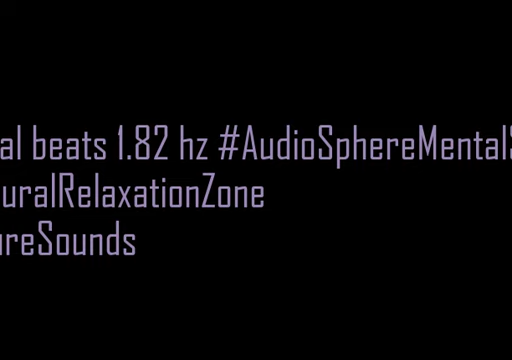 al beats 1.82 hz #AudioSphereMentalS
uralRelaxationZone
ureSounds